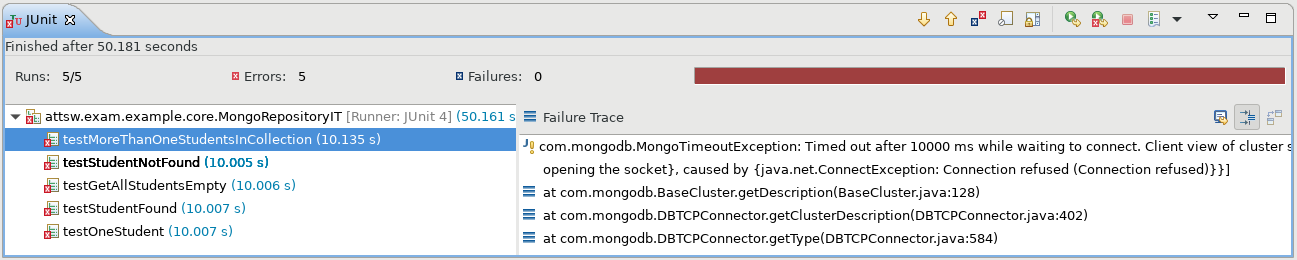 JUnit
Finished after 50.181 seconds
Runs: 5/5 Errors: 5 Failures: 0
attsw.exam.example.core.MongoRepositoryIT [Runner: JUnit 4] (50.161 s
testMoreThanOneStudentsInCollection (10.135 s)
testStudentNotFound (10.005 s)
testGetAllStudentsEmpty (10.006 s)
testStudentFound (10.007 s)
testOneStudent (10.007 s)
Failure Trace
com.mongodb.MongoTimeoutException: Timed out after 10000 ms while waiting to connect. Client view of cluster s
opening the socket}, caused by {java.net.ConnectException: Connection refused (Connection refused)}}]
at com.mongodb.BaseCluster.getDescription(BaseCluster.java:128)
at com.mongodb.DBTCPConnector.getClusterDescription(DBTCPConnector.java:402)
at com.mongodb.DBTCPConnector.getType(DBTCPConnector.java:584)